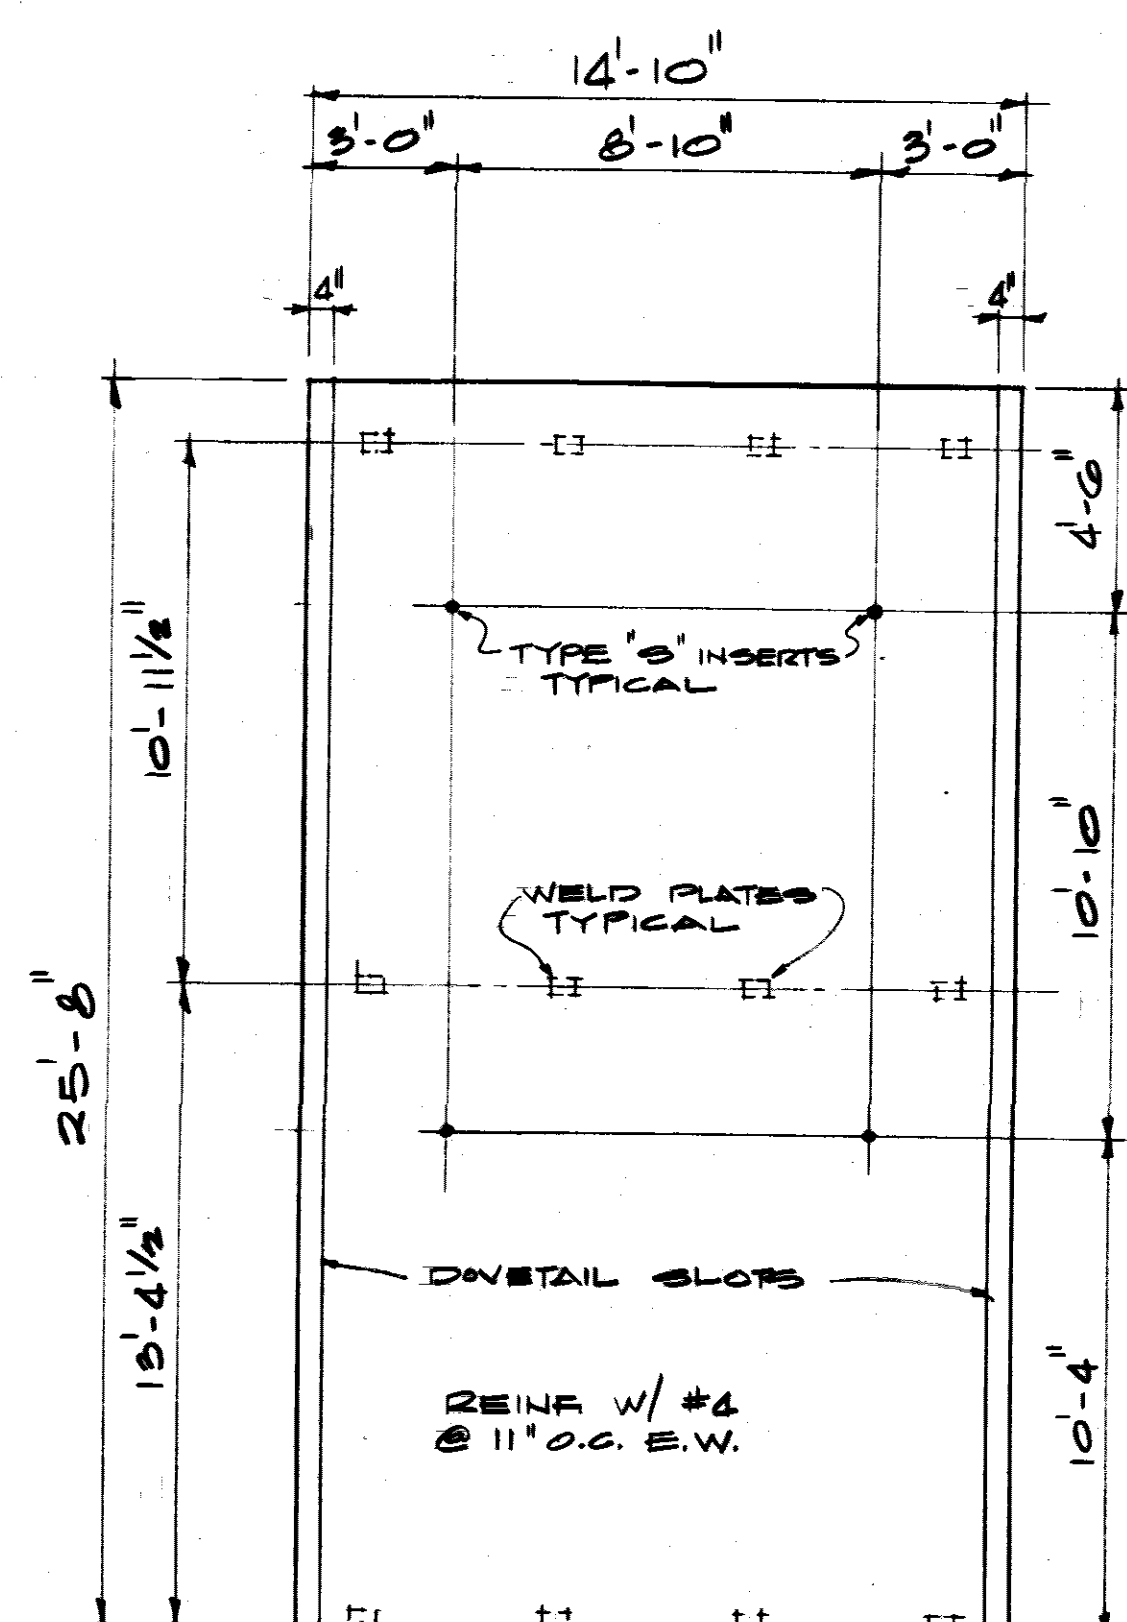 14'-10"
3'-0" 8'-10" 3'-0"
4" 4"
4'-6"
10'-11 1/2"
TYPE "S" INSERTS
TYPICAL
10'-10"
WELD PLATES
TYPICAL
25'-8"
13'-4 1/2"
DOVETAIL SLOTS
10'-4"
REINF. W/ #4
@ 11" O.C. E.W.